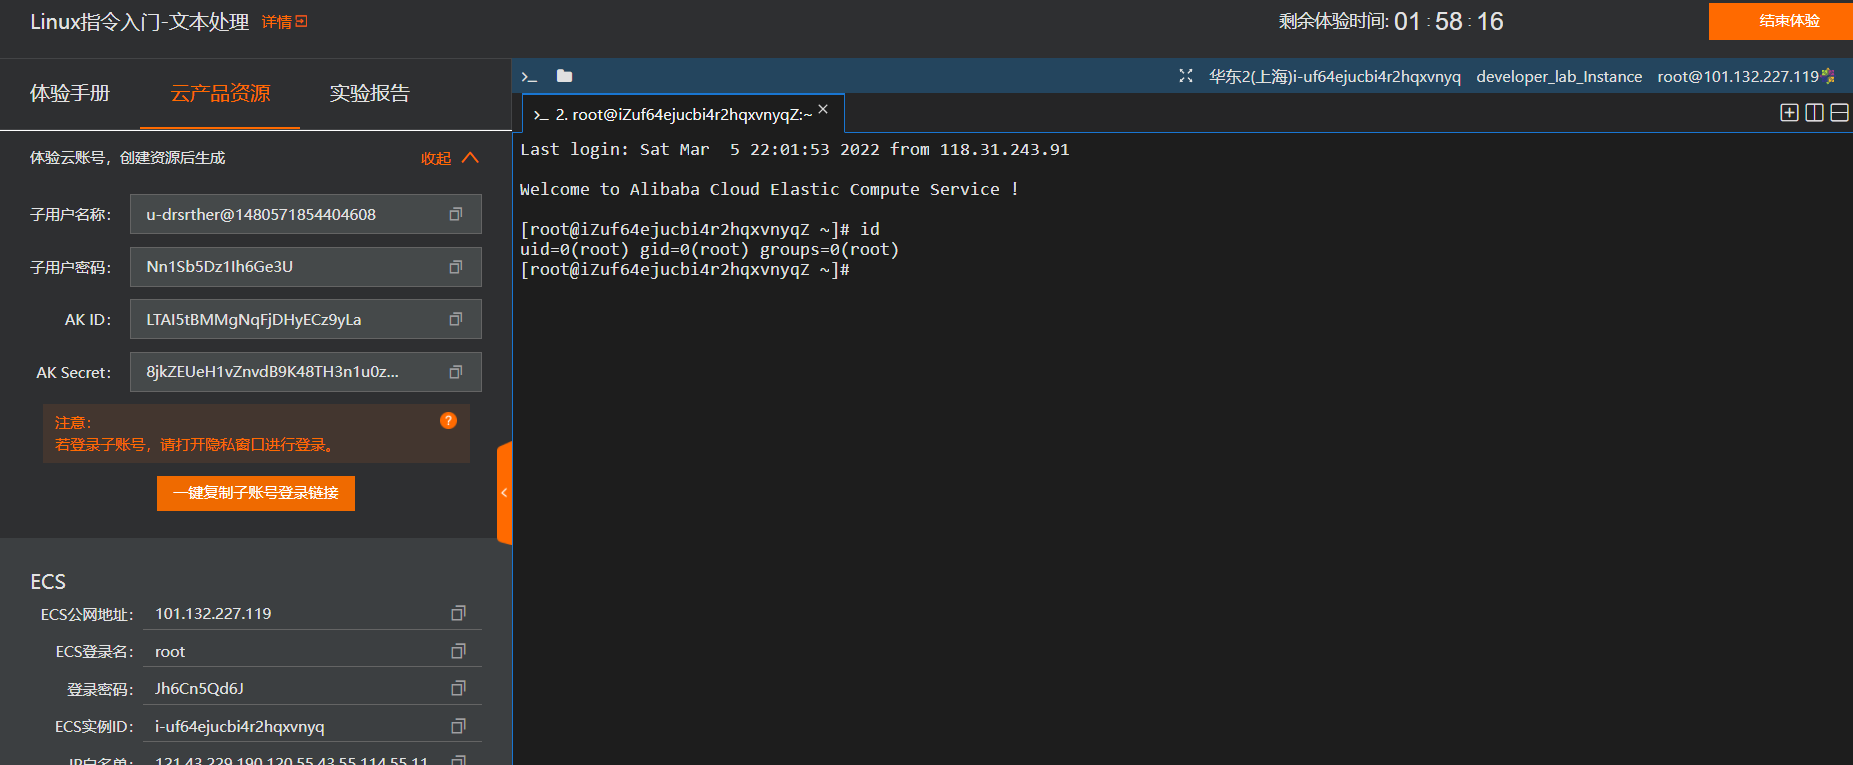 Linux指令入门-文本处理 详情
剩余体验时间: 01 : 58 : 16
结束体验
体验手册 云产品资源 实验报告
体验云账号，创建资源后生成 收起
子用户名称： u-drsrther@1480571854404608
子用户密码： Nn1Sb5Dz1Ih6Ge3U
AK ID： LTAI5tBMMgNqFjDHyECz9yLa
AK Secret： 8jkZEUeH1vZnvdB9K48TH3n1u0z...
注意： ?
若登录子账号，请打开隐私窗口进行登录。
一键复制子账号登录链接
ECS
ECS公网地址： 101.132.227.119
ECS登录名： root
登录密码： Jh6Cn5Qd6J
ECS实例ID： i-uf64ejucbi4r2hqxvnyq
IP白名单： 121.43.229.190,120.55.43.55,114.55.11
华东2(上海)i-uf64ejucbi4r2hqxvnyq developer_lab_Instance root@101.132.227.119
>_ 2. root@iZuf64ejucbi4r2hqxvnyqZ:~ ×
Last login: Sat Mar  5 22:01:53 2022 from 118.31.243.91
Welcome to Alibaba Cloud Elastic Compute Service !
[root@iZuf64ejucbi4r2hqxvnyqZ ~]# id
uid=0(root) gid=0(root) groups=0(root)
[root@iZuf64ejucbi4r2hqxvnyqZ ~]#